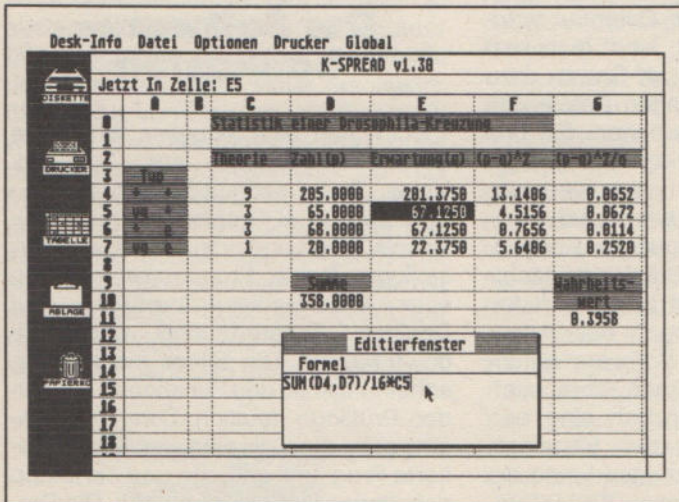 Desk-Info Datei Optionen Drucker Global
K-SPREAD v1.30
Jetzt In Zelle: E5
DISKETTE
A B C D E F G
0 Statistik einer Drosophila-Kreuzung
1
DRUCKER
2 Theorie Zahl(p) Erwartung(q) (p-q)^2 (p-q)^2/q
3 Typ
4 + + 9 205.0000 201.3750 13.1406 0.0652
5 vg + 3 65.0000 67.1250 4.5156 0.0672
6 + e 3 68.0000 67.1250 0.7656 0.0114
TABELLE
7 vg e 1 20.0000 22.3750 5.6406 0.2520
8
9 Summe Wahrheits-
10 358.0000 wert
ABLAGE
11 0.3958
12
Editierfenster
13
Formel
14
SUM(D4,D7)/16*C5
PAPIERKO
15
16
17
18